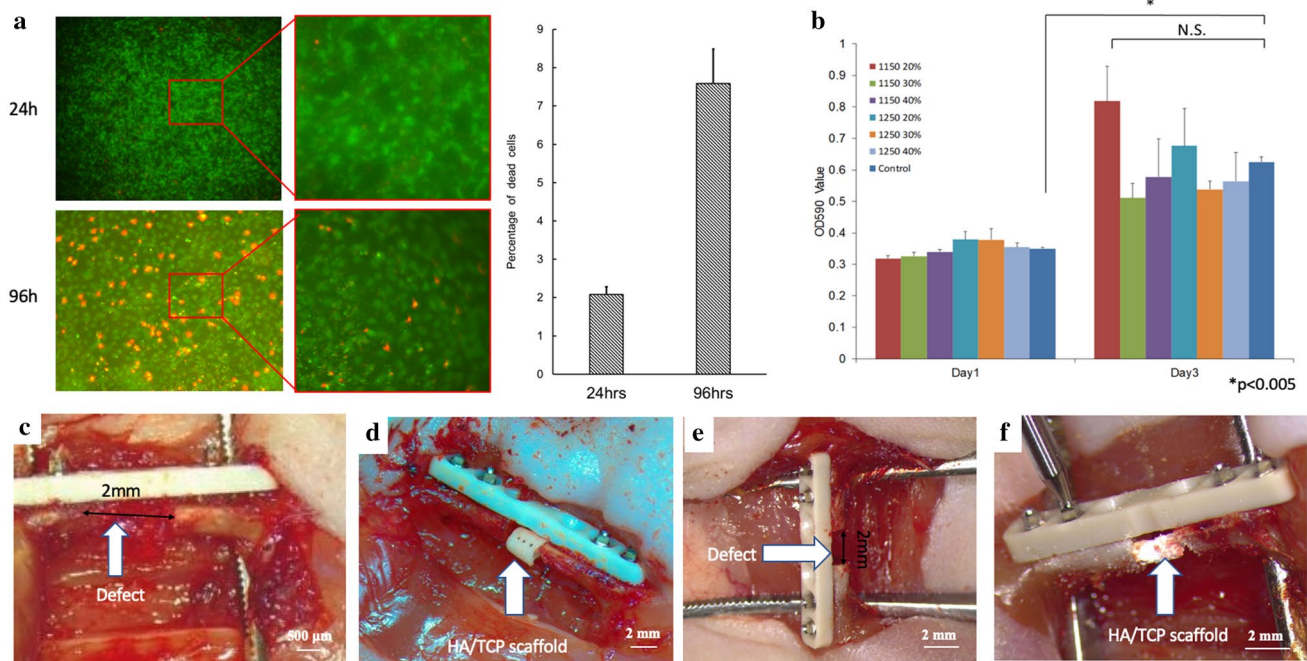 a
24h
96h
9
8
7
6
5
4
3
2
1
0
Percentage of dead cells
24hrs
96hrs
b
*
N.S.
1
0.9
0.8
0.7
0.6
0.5
0.4
0.3
0.2
0.1
0
OD590 Value
1150 20%
1150 30%
1150 40%
1250 20%
1250 30%
1250 40%
Control
Day1
Day3
*p<0.005
c
2mm
Defect
500 μm
d
HA/TCP scaffold
2 mm
e
Defect
2mm
2 mm
f
HA/TCP scaffold
2 mm